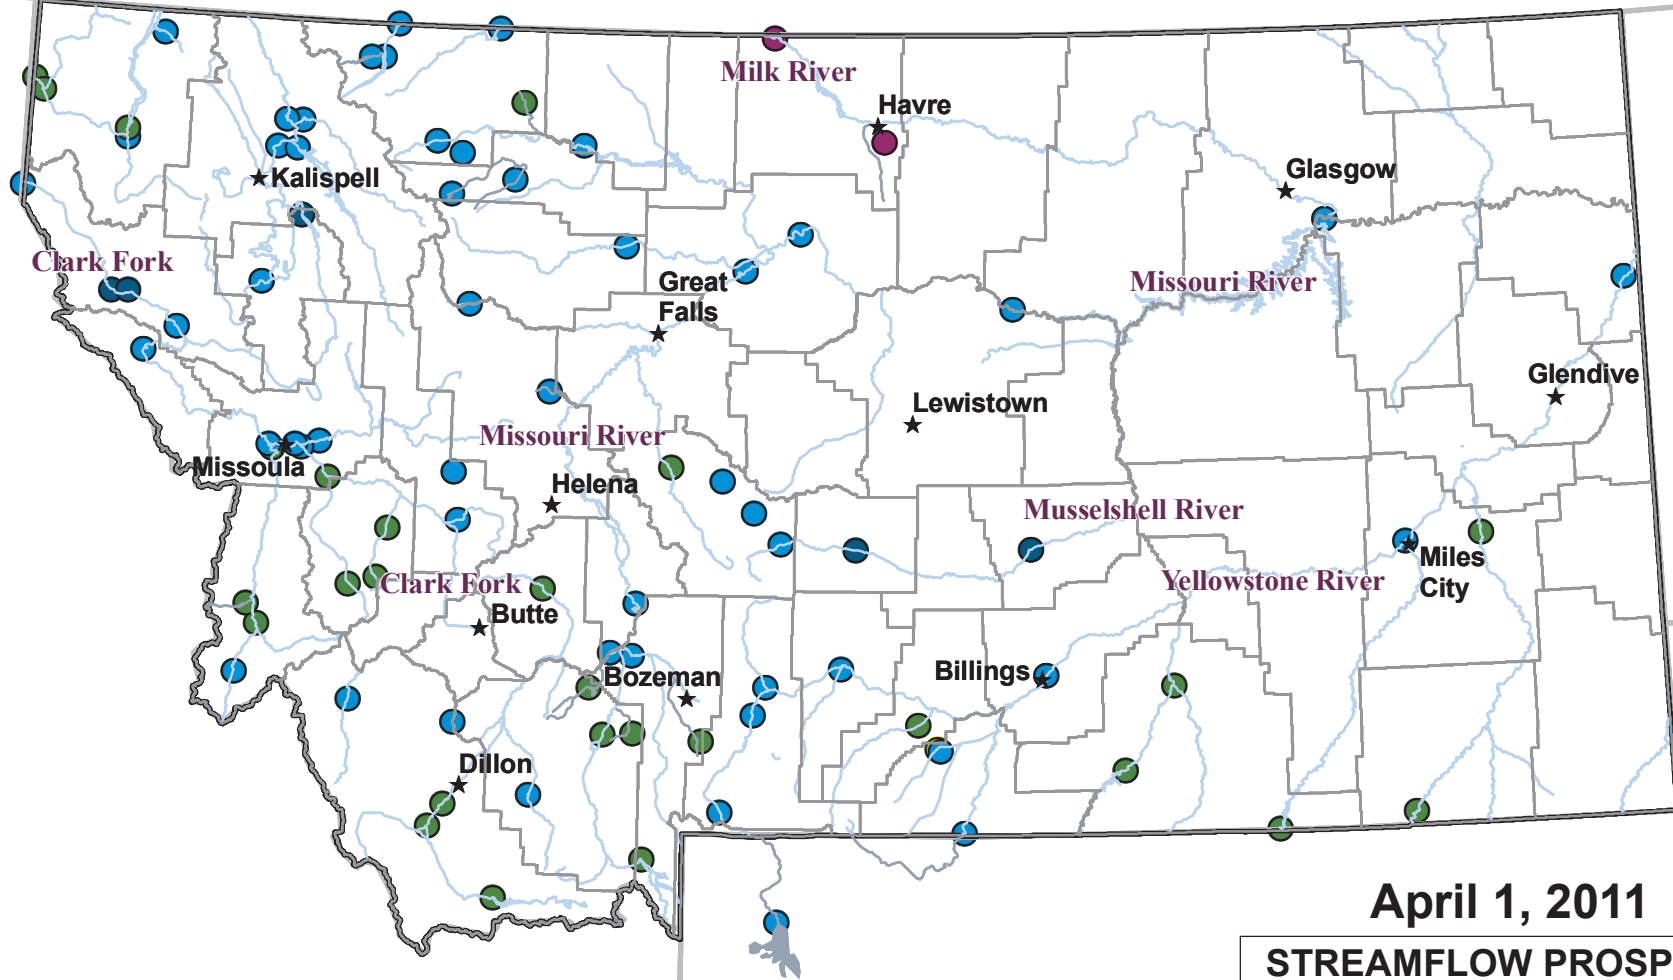 Milk River
Havre
Glasgow
Kalispell
Clark Fork
Great
Falls
Missouri River
Glendive
Lewistown
Missouri River
Missoula
Helena
Musselshell River
Miles
City
Clark Fork
Yellowstone River
Butte
Bozeman
Billings
Dillon
April 1, 2011
STREAMFLOW PROSP